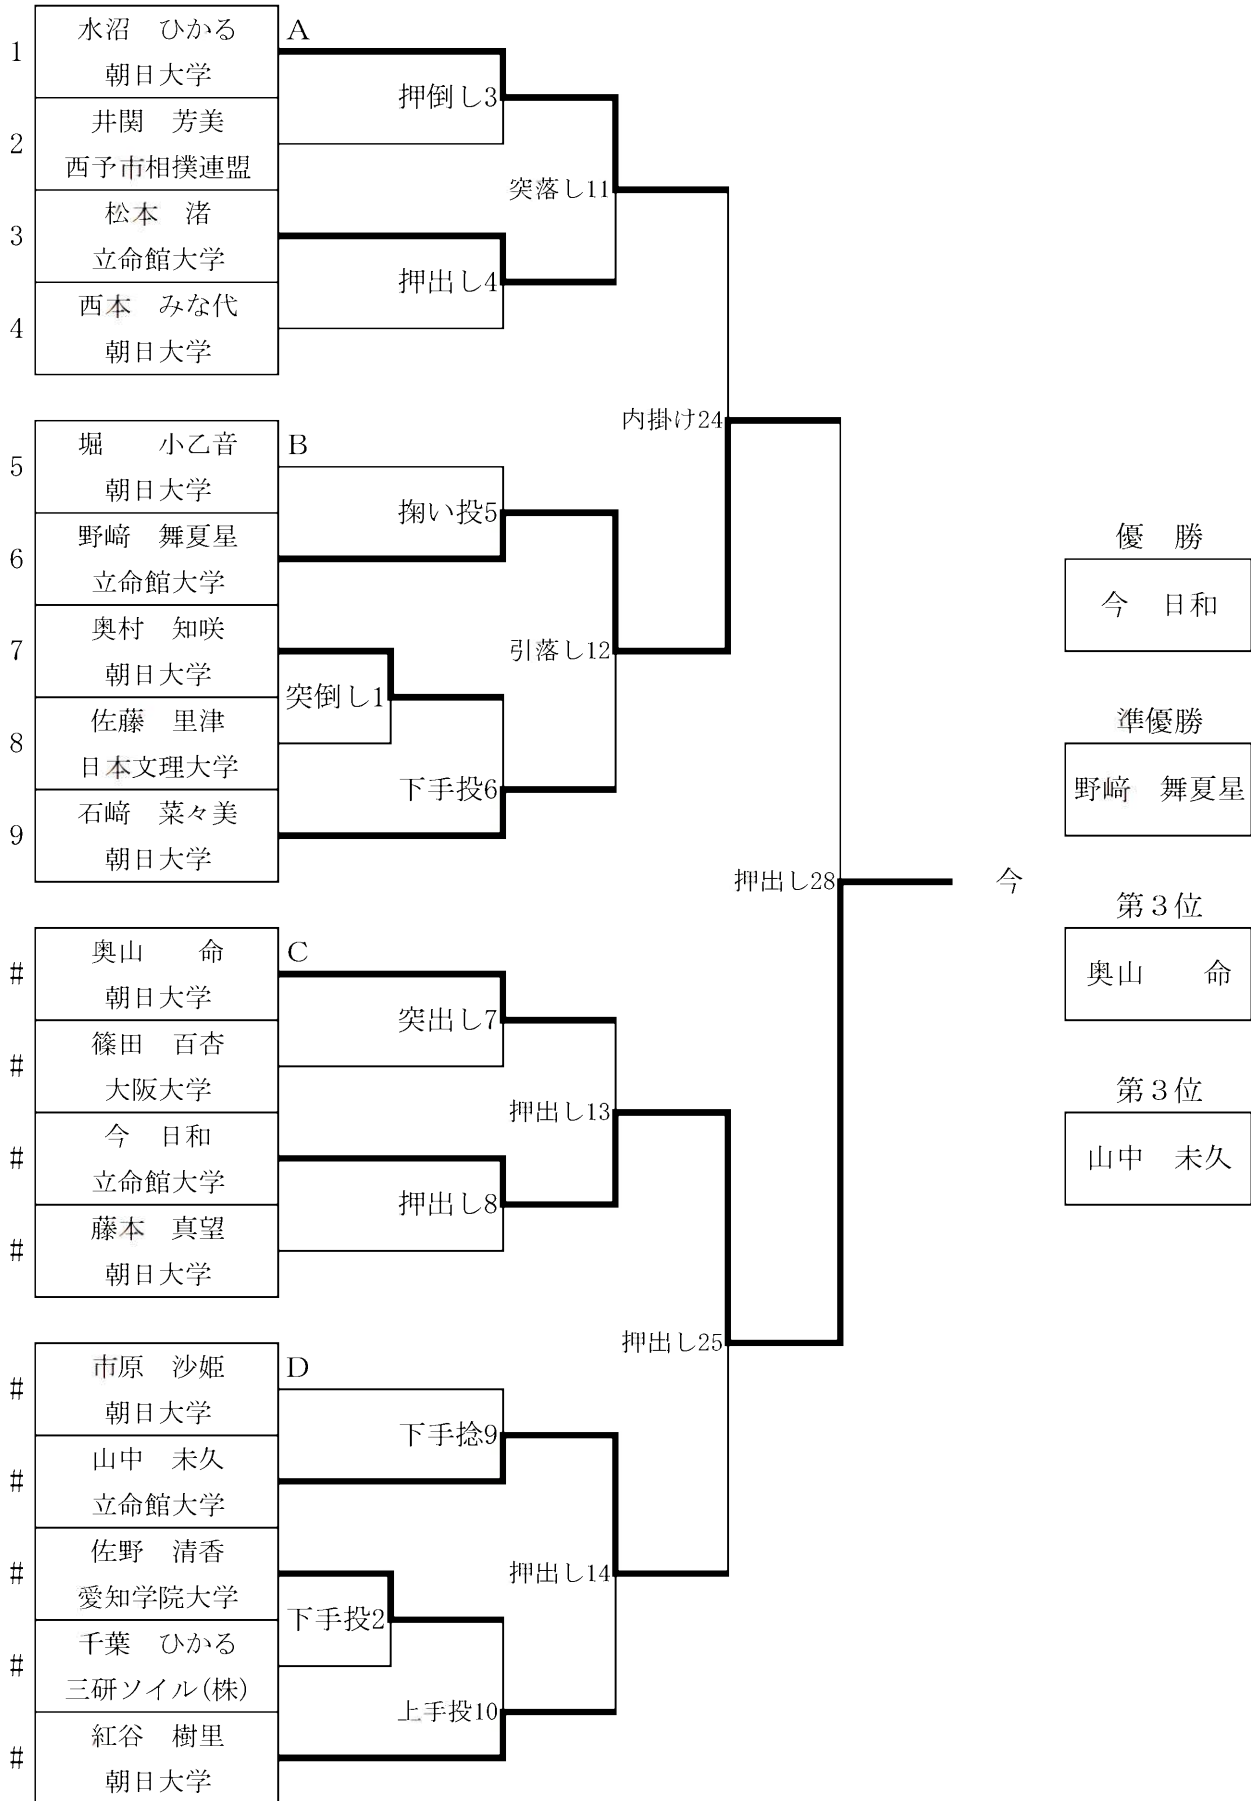 水沼　ひかる
A
1
朝日大学
押倒し3
井関　芳美
2
西予市相撲連盟
突落し11
松本　渚
3
立命館大学
押出し4
西本　みな代
4
朝日大学
内掛け24
堀　　小乙音
B
5
朝日大学
掬い投5
野﨑　舞夏星
6
立命館大学
奥村　知咲
7
朝日大学
引落し12
突倒し1
佐藤　里津
8
日本文理大学
下手投6
石﨑　菜々美
9
朝日大学
押出し28
今
奥山　　命
C
#
朝日大学
突出し7
篠田　百杏
#
大阪大学
押出し13
今　日和
#
立命館大学
押出し8
藤本　真望
#
朝日大学
押出し25
市原　沙姫
D
#
朝日大学
下手捻9
山中　未久
#
立命館大学
佐野　清香
#
愛知学院大学
押出し14
下手投2
千葉　ひかる
#
三研ソイル(株)
上手投10
紅谷　樹里
#
朝日大学
優　勝
今　日和
準優勝
野﨑　舞夏星
第３位
奥山　　命
第３位
山中　未久